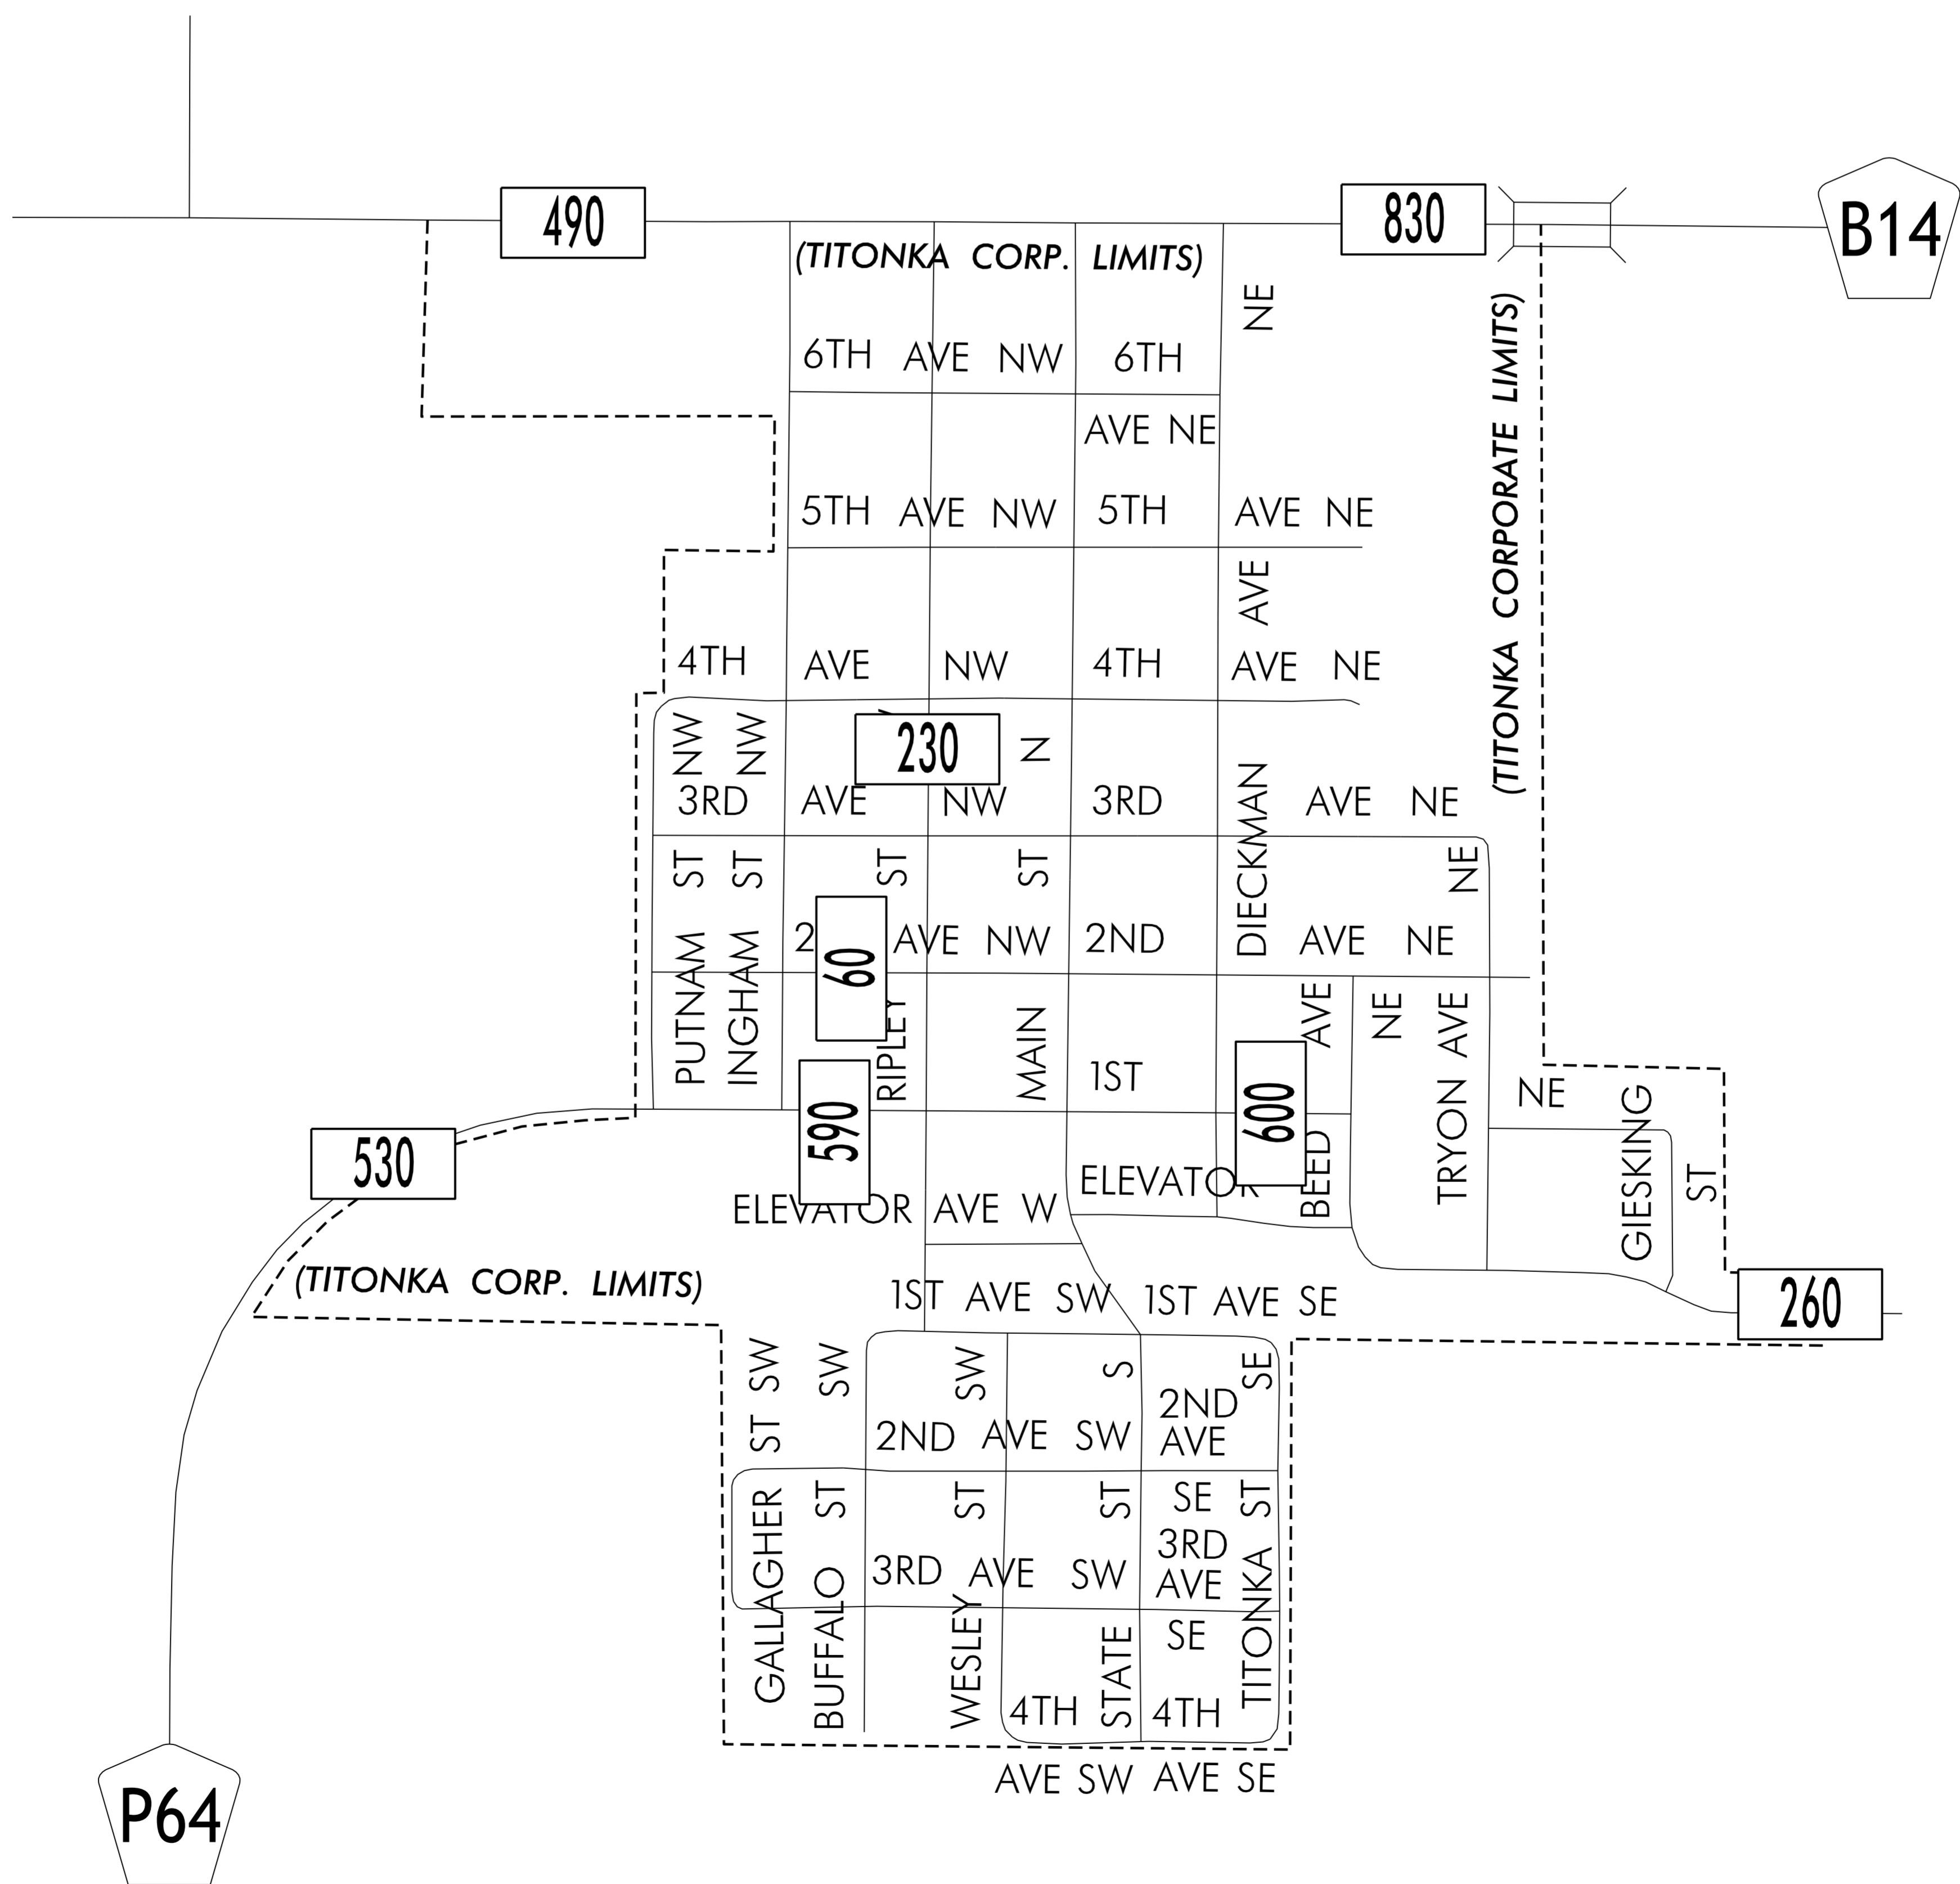 490
830
B14
(TITONKA CORP. LIMITS)
NE
(TITONKA CORPORATE LIMITS)
6TH AVE NW 6TH
AVE NE
5TH AVE NW 5TH AVE NE
AVE
4TH AVE NW 4TH AVE NE
NW NW
230
N
3RD AVE NW 3RD AVE NE
DIECKMAN
ST ST ST ST
NE
60
AVE NW 2ND AVE NE
PUTNAM INGHAM RIPLEY MAIN
AVE NE TRYON AVE
1ST
NE
590
600
530
BEED
GIESKING ST
ELEVATOR
ELEVATOR AVE W
260
(TITONKA CORP. LIMITS)
1ST AVE SW 1ST AVE SE
ST SW SW SW S SE
2ND AVE SW
2ND
AVE
SE
GALLAGHER BUFFALO ST WESLEY ST STATE ST TITONKA ST
3RD AVE SW
3RD
AVE
SE
4TH 4TH
AVE SW AVE SE
P64